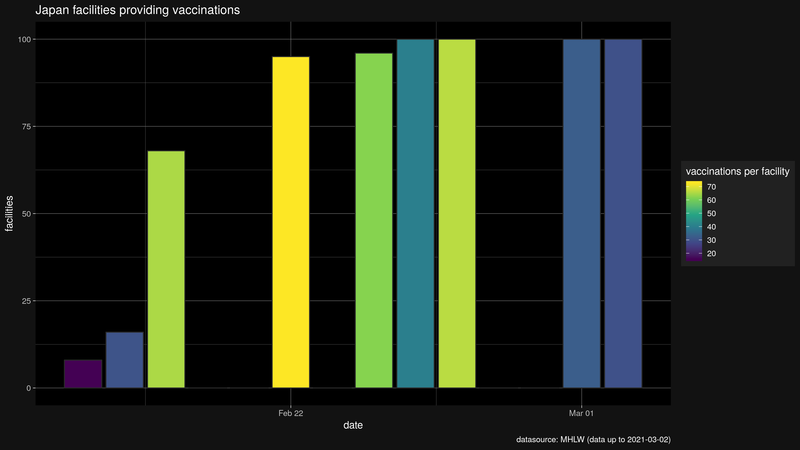 Japan facilities providing vaccinations
100
75
50
25
0
facilities
Feb 22
Mar 01
date
vaccinations per facility
70
60
50
40
30
20
datasource: MHLW (data up to 2021-03-02)